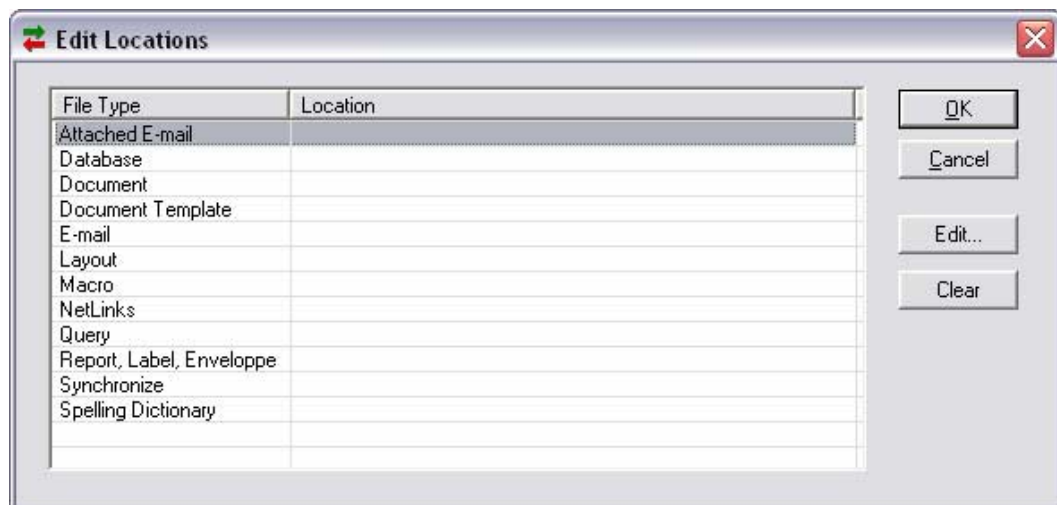 Edit Locations
File Type Location
OK
Attached E-mail
Database
Cancel
Document
Document Template
E-mail
Edit...
Layout
Macro
Clear
NetLinks
Query
Report, Label, Enveloppe
Synchronize
Spelling Dictionary